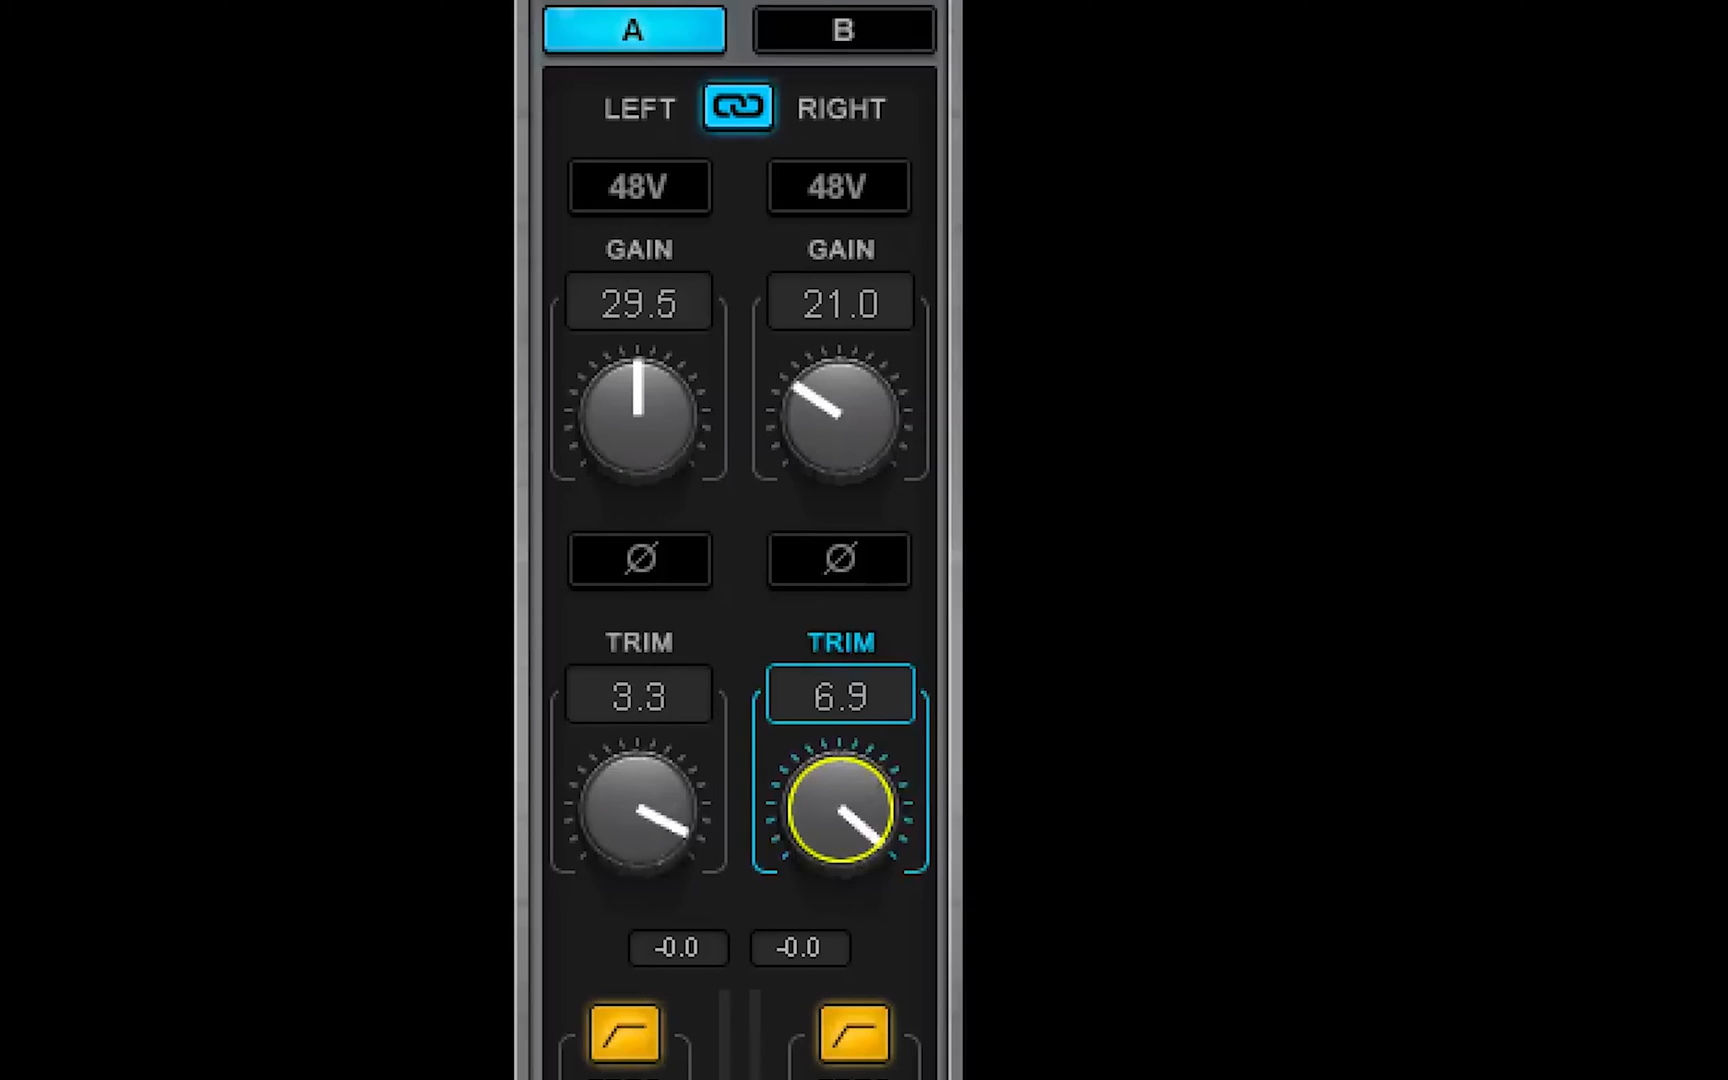 A B
LEFT RIGHT
48V 48V
GAIN GAIN
29.5 21.0
Ø Ø
TRIM TRIM
3.3 6.9
-0.0 -0.0